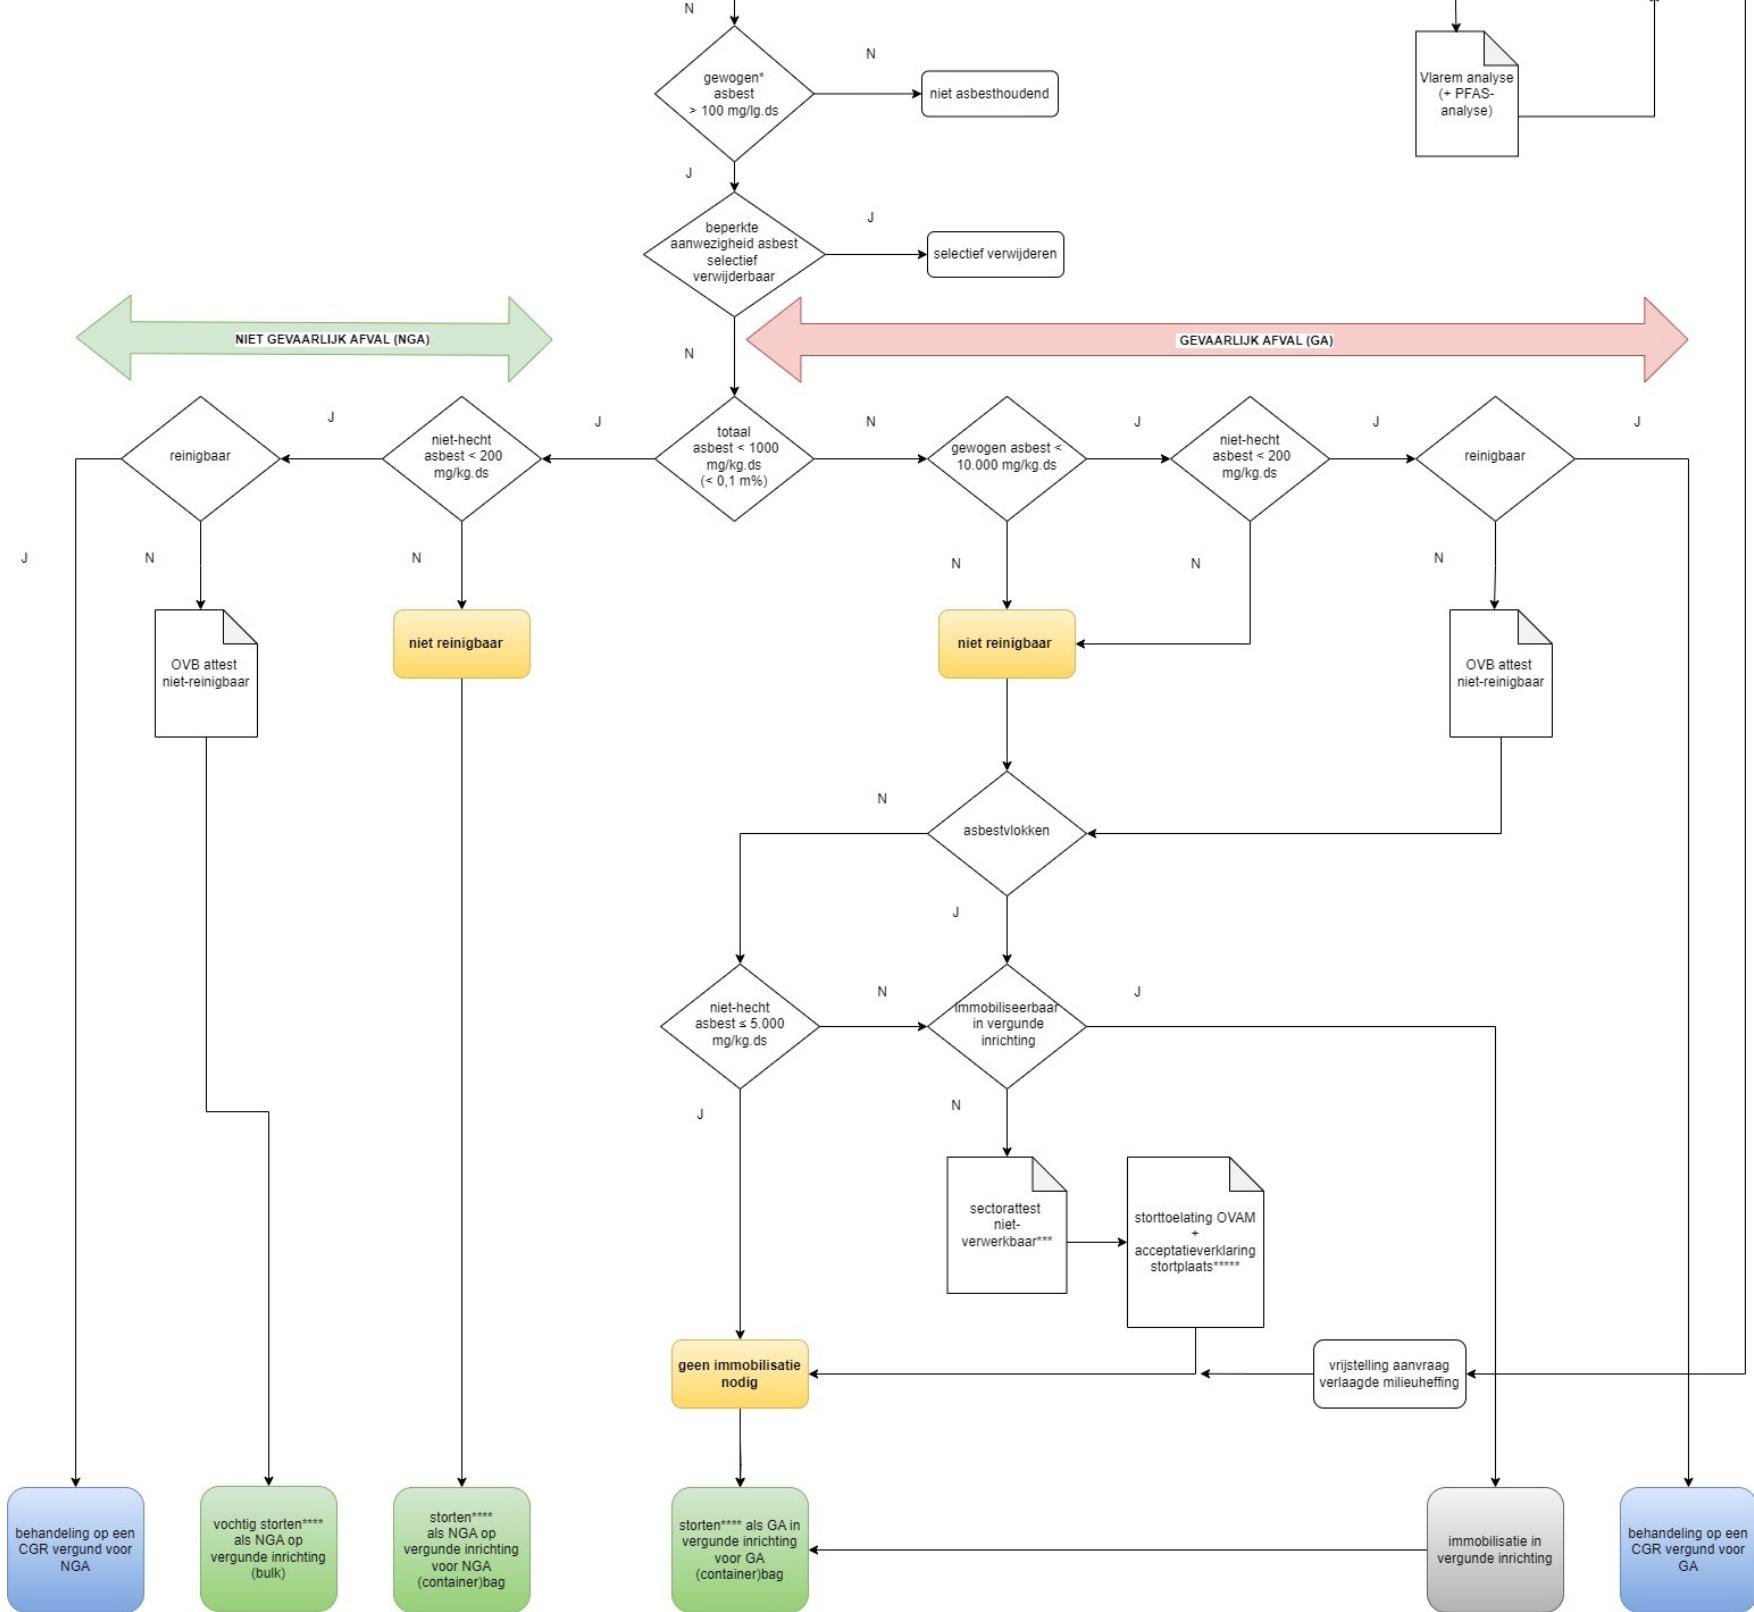 N
gewogen*
asbest
> 100 mg/lg.ds
N
niet asbesthoudend
Vlarem analyse
(+ PFAS-
analyse)
J
beperkte
aanwezigheid asbest
selectief
verwijderbaar
J
selectief verwijderen
NIET GEVAARLIJK AFVAL (NGA)
GEVAARLIJK AFVAL (GA)
N
reinigbaar
J
niet-hecht
asbest < 200
mg/kg.ds
J
totaal
asbest < 1000
mg/kg.ds
(< 0,1 m%)
N
gewogen asbest <
10.000 mg/kg.ds
J
niet-hecht
asbest < 200
mg/kg.ds
J
reinigbaar
J
J
N
N
N
N
N
OVB attest
niet-reinigbaar
niet reinigbaar
niet reinigbaar
OVB attest
niet-reinigbaar
N
asbestvlokken
J
niet-hecht
asbest ≤ 5.000
mg/kg.ds
N
immobiliseerbaar
in vergunde
inrichting
J
J
N
sectorattest
niet-
verwerkbaar***
storttoelating OVAM
+
acceptatieverklaring
stortplaats*****
geen immobilisatie
nodig
vrijstelling aanvraag
verlaagde milieuheffing
behandeling op een
CGR vergund voor
NGA
vochtig storten****
als NGA op
vergunde inrichting
(bulk)
storten****
als NGA op
vergunde inrichting
voor NGA
(container)bag
storten**** als GA in
vergunde inrichting
voor GA
(container)bag
immobilisatie in
vergunde inrichting
behandeling op een
CGR vergund voor
GA